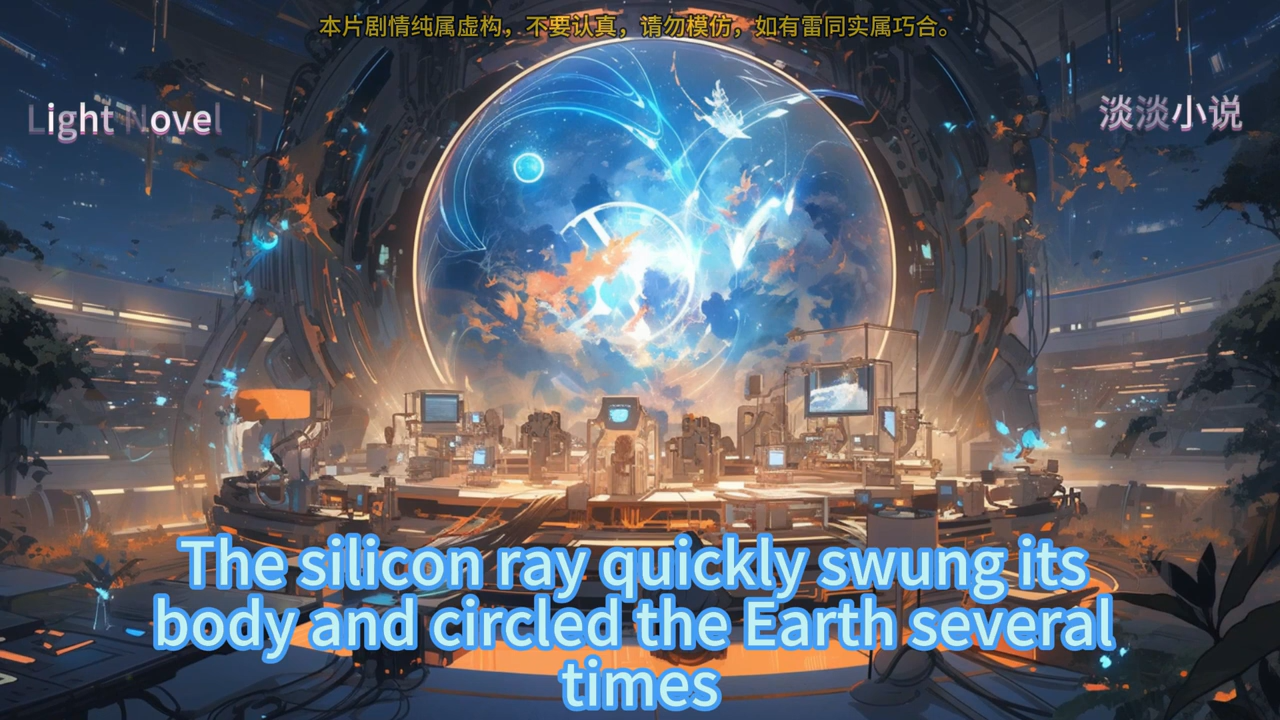 本片剧情纯属虚构，不要认真，请勿模仿，如有雷同实属巧合。
Light Novel
淡淡小说
The silicon ray quickly swung its
body and circled the Earth several
times